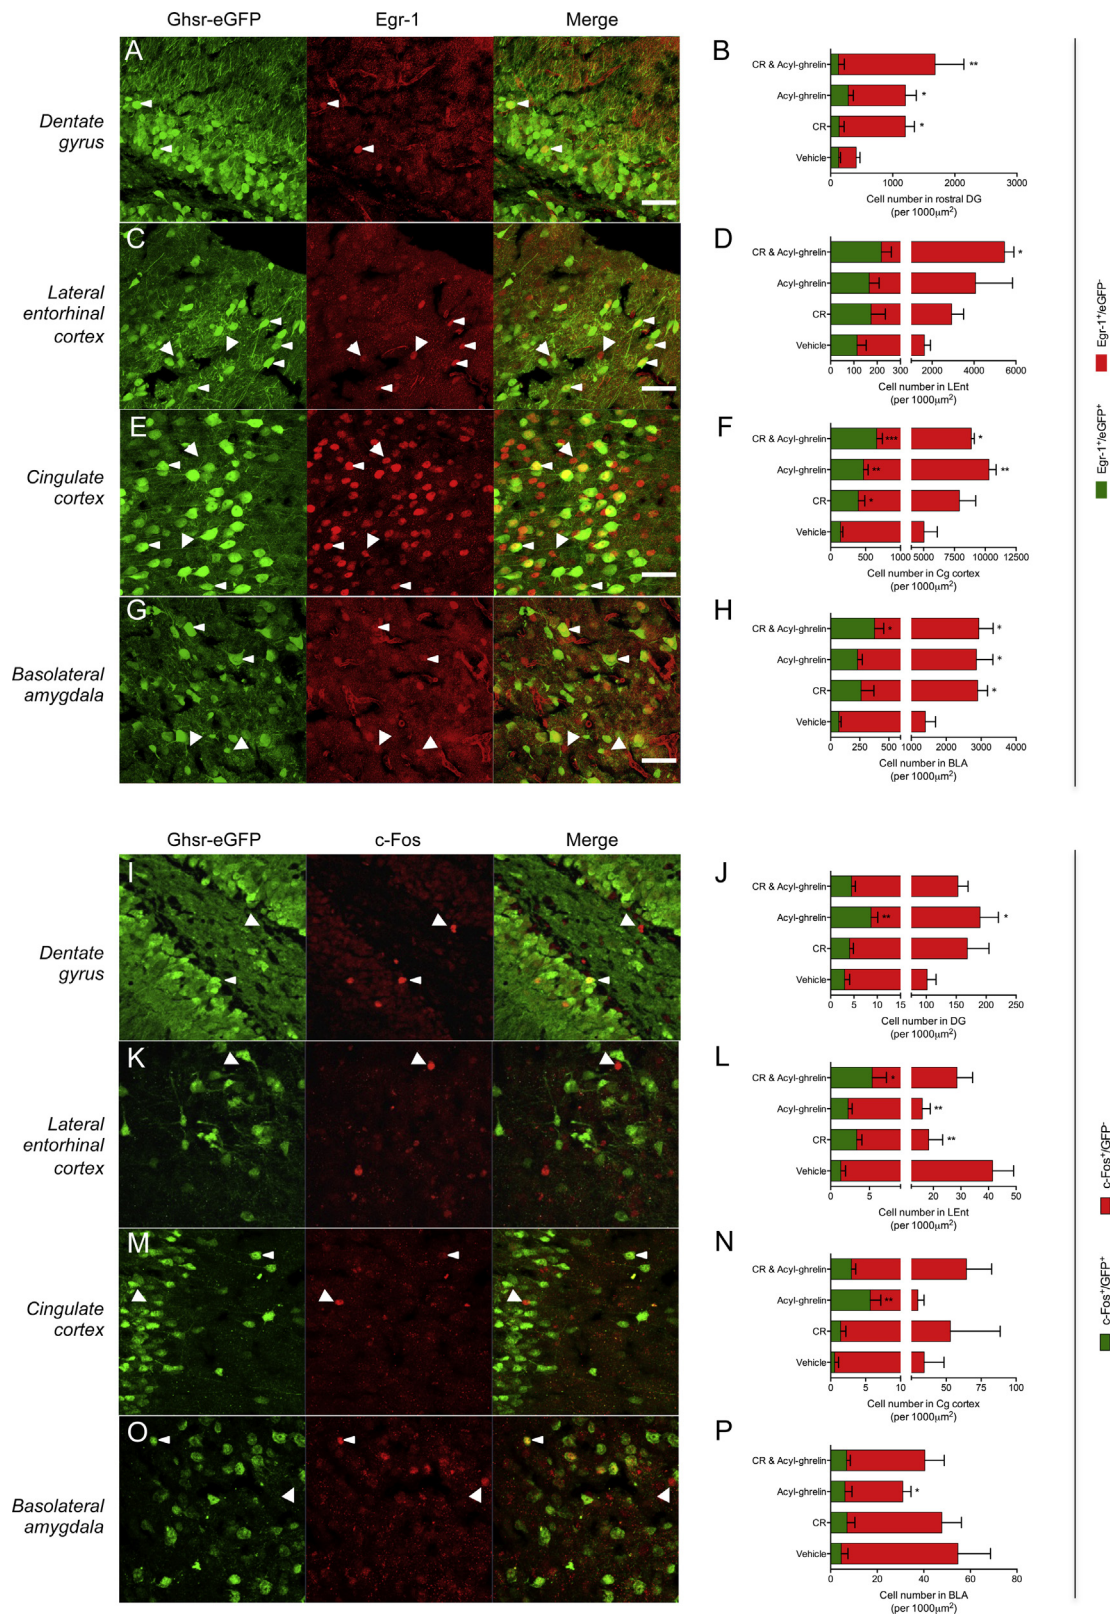 Ghsr-eGFP Egr-1 Merge
A
Dentate
gyrus
B
CR & Acyl-ghrelin
**
Acyl-ghrelin
*
CR
*
Vehicle
0 1000 2000 3000
Cell number in rostral DG
(per 1000μm²)
C
Lateral
entorhinal
cortex
D
CR & Acyl-ghrelin
*
Acyl-ghrelin
CR
Vehicle
0 100 200 300 2000 4000 6000
Cell number in LEnt
(per 1000μm²)
E
Cingulate
cortex
F
CR & Acyl-ghrelin
*** *
Acyl-ghrelin
** **
CR
*
Vehicle
0 500 1000 5000 7500 10000 12500
Cell number in Cg cortex
(per 1000μm²)
G
Basolateral
amygdala
H
CR & Acyl-ghrelin
* *
Acyl-ghrelin
*
CR
*
Vehicle
0 250 500 1000 2000 3000 4000
Cell number in BLA
(per 1000μm²)
Egr-1⁺/eGFP⁻
Egr-1⁺/eGFP⁺
Ghsr-eGFP c-Fos Merge
I
Dentate
gyrus
J
CR & Acyl-ghrelin
Acyl-ghrelin
** *
CR
Vehicle
0 5 10 15 100 150 200 250
Cell number in DG
(per 1000μm²)
K
Lateral
entorhinal
cortex
L
CR & Acyl-ghrelin
*
Acyl-ghrelin
**
CR
**
Vehicle
0 5 20 30 40 50
Cell number in LEnt
(per 1000μm²)
M
Cingulate
cortex
N
CR & Acyl-ghrelin
Acyl-ghrelin
**
CR
Vehicle
0 5 10 50 75 100
Cell number in Cg cortex
(per 1000μm²)
O
Basolateral
amygdala
P
CR & Acyl-ghrelin
Acyl-ghrelin
*
CR
Vehicle
0 20 40 60 80
Cell number in BLA
(per 1000μm²)
c-Fos⁺/GFP⁻
c-Fos⁺/GFP⁺